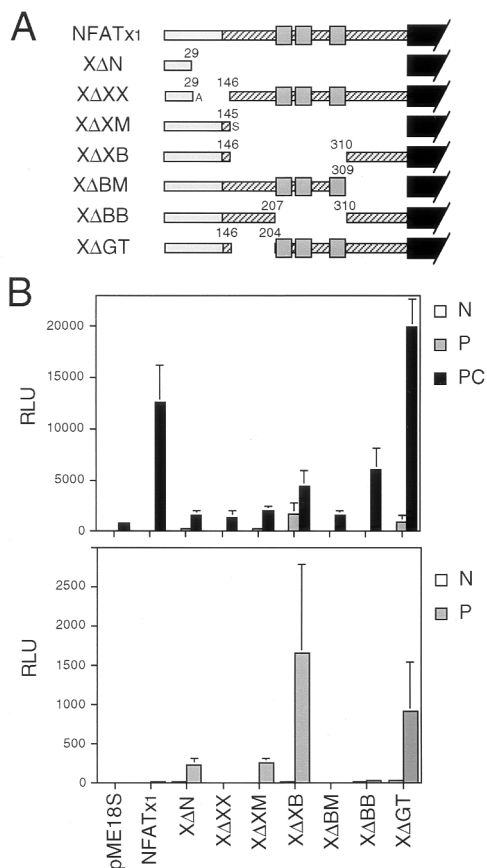 A
NFATx1
XΔN
29
XΔXX
29
A
146
XΔXM
145
S
XΔXB
146
310
XΔBM
309
XΔBB
207
310
XΔGT
146
204
B
20000
15000
10000
5000
0
RLU
N
P
PC
2500
2000
1500
1000
500
0
RLU
N
P
pME18S
NFATx1
XΔN
XΔXX
XΔXM
XΔXB
XΔBM
XΔBB
XΔGT